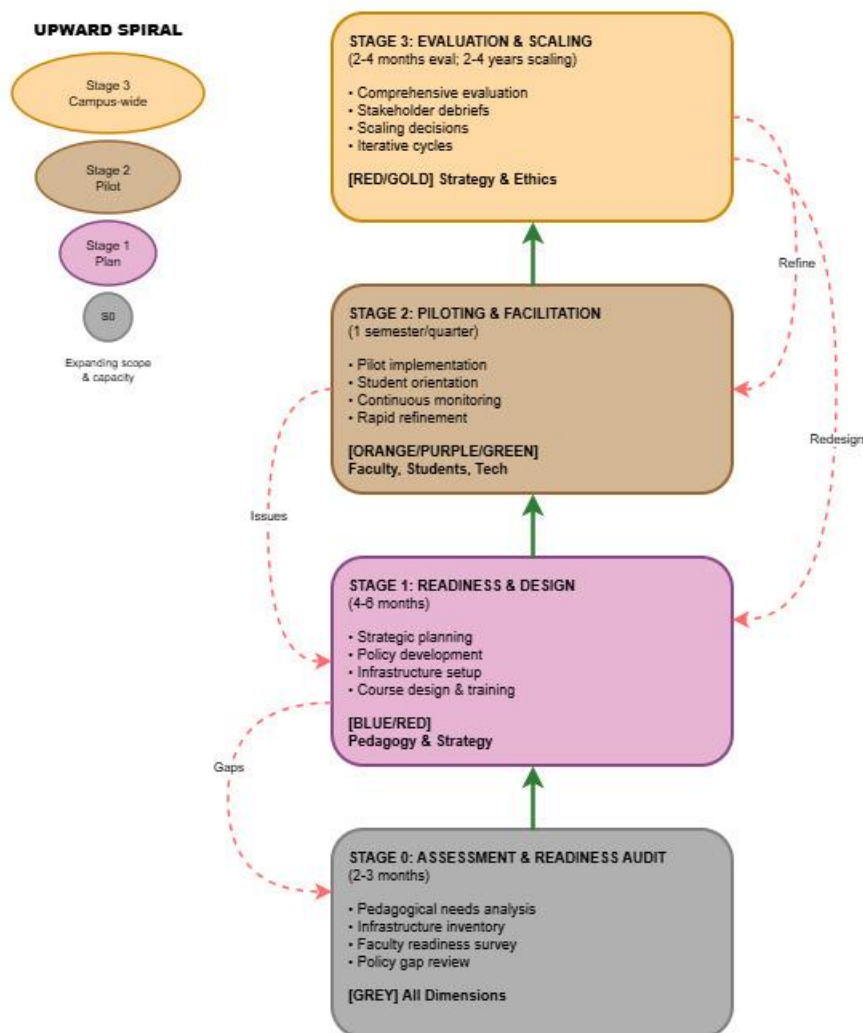 UPWARD SPIRAL
Stage 3
Campus-wide
Stage 2
Pilot
Stage 1
Plan
S0
Expanding scope
& capacity
STAGE 3: EVALUATION & SCALING
(2-4 months eval; 2-4 years scaling)
• Comprehensive evaluation
• Stakeholder debriefs
• Scaling decisions
• Iterative cycles
[RED/GOLD] Strategy & Ethics
Refine
STAGE 2: PILOTING & FACILITATION
(1 semester/quarter)
• Pilot implementation
• Student orientation
• Continuous monitoring
• Rapid refinement
[ORANGE/PURPLE/GREEN]
Faculty, Students, Tech
Redesign
Issues
STAGE 1: READINESS & DESIGN
(4-6 months)
• Strategic planning
• Policy development
• Infrastructure setup
• Course design & training
[BLUE/RED]
Pedagogy & Strategy
Gaps
STAGE 0: ASSESSMENT & READINESS AUDIT
(2-3 months)
• Pedagogical needs analysis
• Infrastructure inventory
• Faculty readiness survey
• Policy gap review
[GREY] All Dimensions